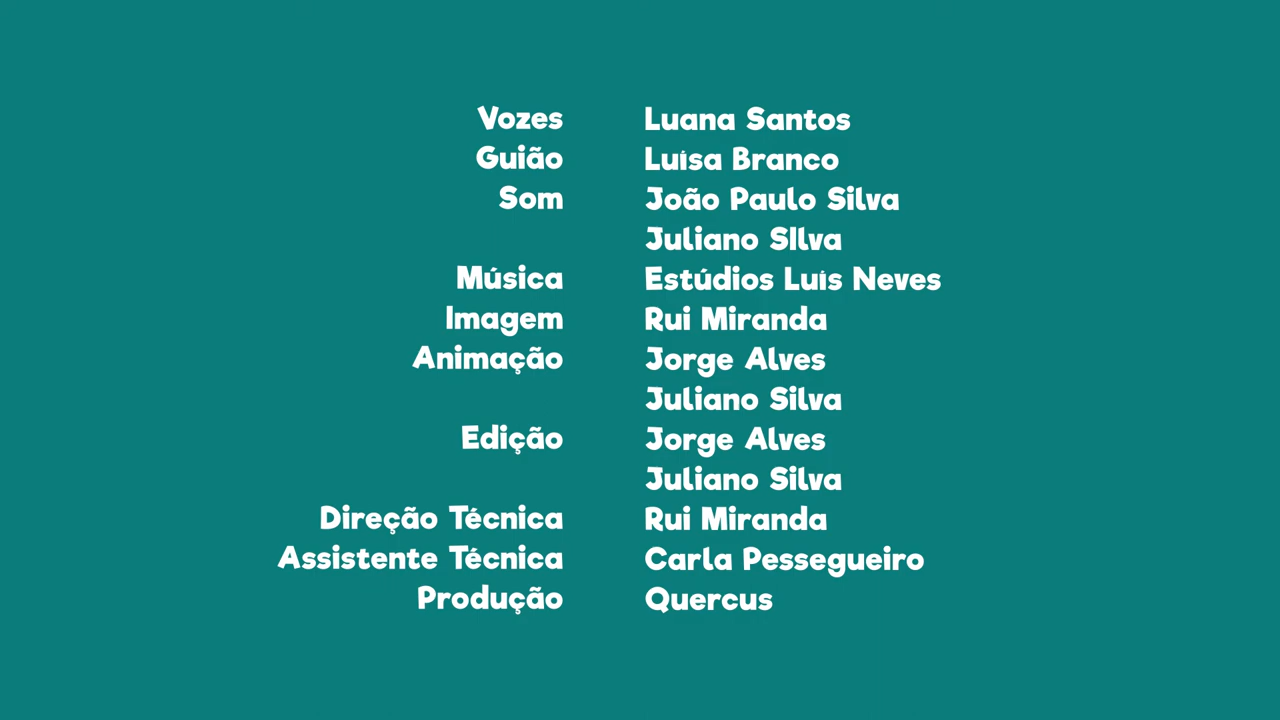 Vozes Luana Santos
Guião Luísa Branco
Som João Paulo Silva
Juliano SIlva
Música Estúdios Luís Neves
Imagem Rui Miranda
Animação Jorge Alves
Juliano Silva
Edição Jorge Alves
Juliano Silva
Direção Técnica Rui Miranda
Assistente Técnica Carla Pessegueiro
Produção Quercus